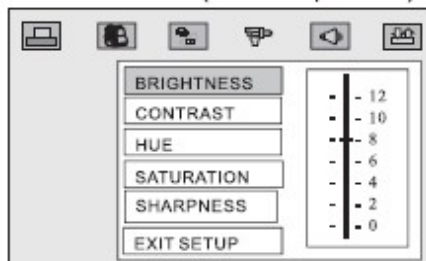 BRIGHTNESS
CONTRAST
HUE
SATURATION
SHARPNESS
EXIT SETUP
- 12
- 10
- 8
- 6
- 4
- 2
- 0